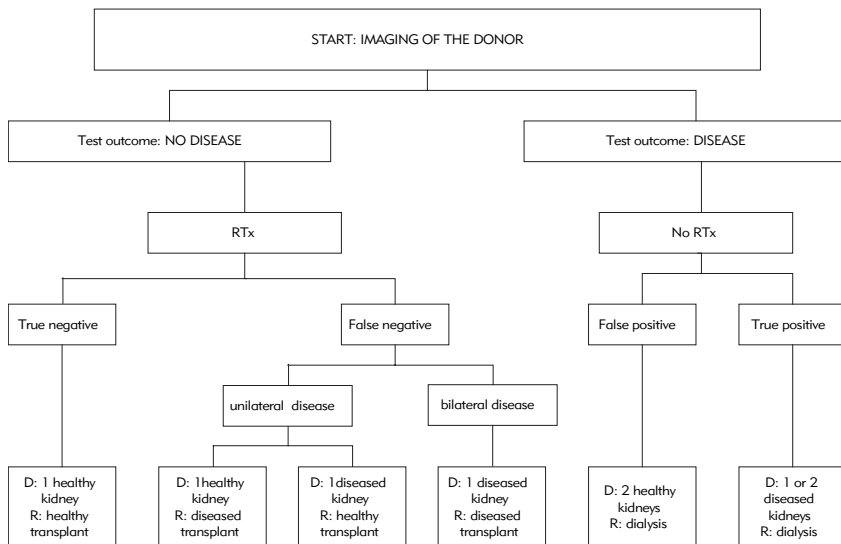 START: IMAGING OF THE DONOR
Test outcome: NO DISEASE
Test outcome: DISEASE
RTx
No RTx
True negative
False negative
False positive
True positive
unilateral disease
bilateral disease
D: 1 healthy
kidney
R: healthy
transplant
D: 1healthy
kidney
R: diseased
transplant
D: 1diseased
kidney
R: healthy
transplant
D: 1 diseased
kidney
R: diseased
transplant
D: 2 healthy
kidneys
R: dialysis
D: 1 or 2
diseased
kidneys
R: dialysis